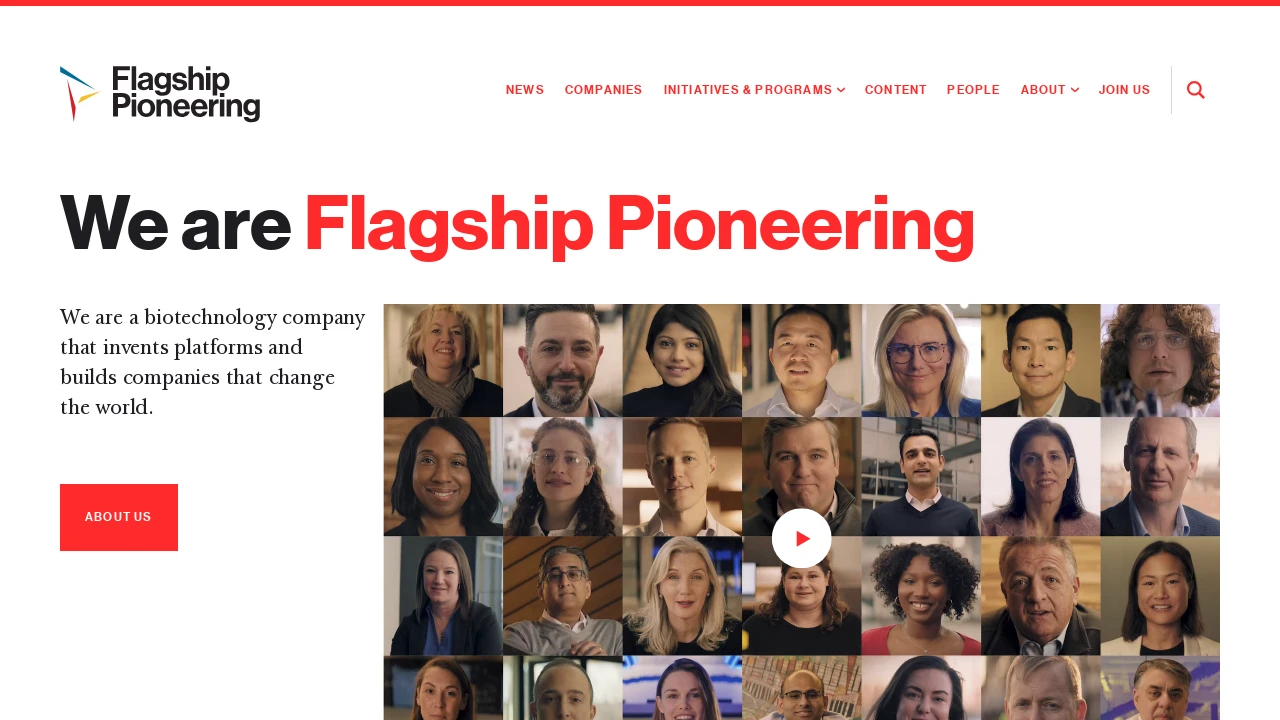 Flagship
Pioneering
NEWS COMPANIES INITIATIVES & PROGRAMS CONTENT PEOPLE ABOUT JOIN US
We are Flagship Pioneering
We are a biotechnology company
that invents platforms and
builds companies that change
the world.
ABOUT US